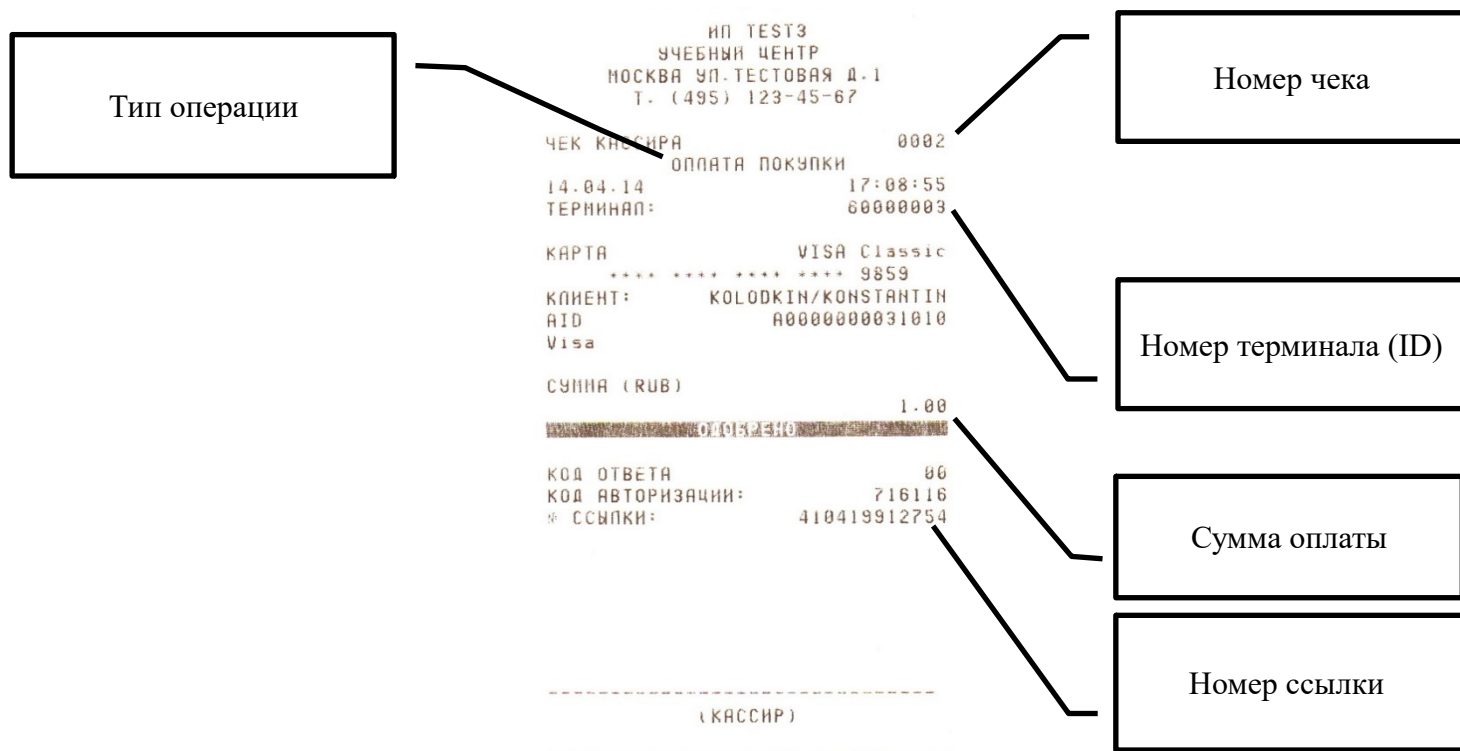 ИП TEST3
УЧЕБНЫЙ ЦЕНТР
МОСКВА УЛ.ТЕСТОВАЯ Д.1
Т. (495) 123-45-67
ЧЕК КАССИРА 0002
ОПЛАТА ПОКУПКИ
14.04.14 17:08:55
ТЕРМИНАЛ: 60000003
КАРТА VISA Classic
**** **** **** **** 9859
КЛИЕНТ: KOLODKIN/KONSTANTIN
AID A0000000031010
Visa
СУММА (RUB)
1.00
ОДОБРЕНО
КОД ОТВЕТА 00
КОД АВТОРИЗАЦИИ: 716116
# ССЫЛКИ: 410419912754
(КАССИР)
Тип операции
Номер чека
Номер терминала (ID)
Сумма оплаты
Номер ссылки